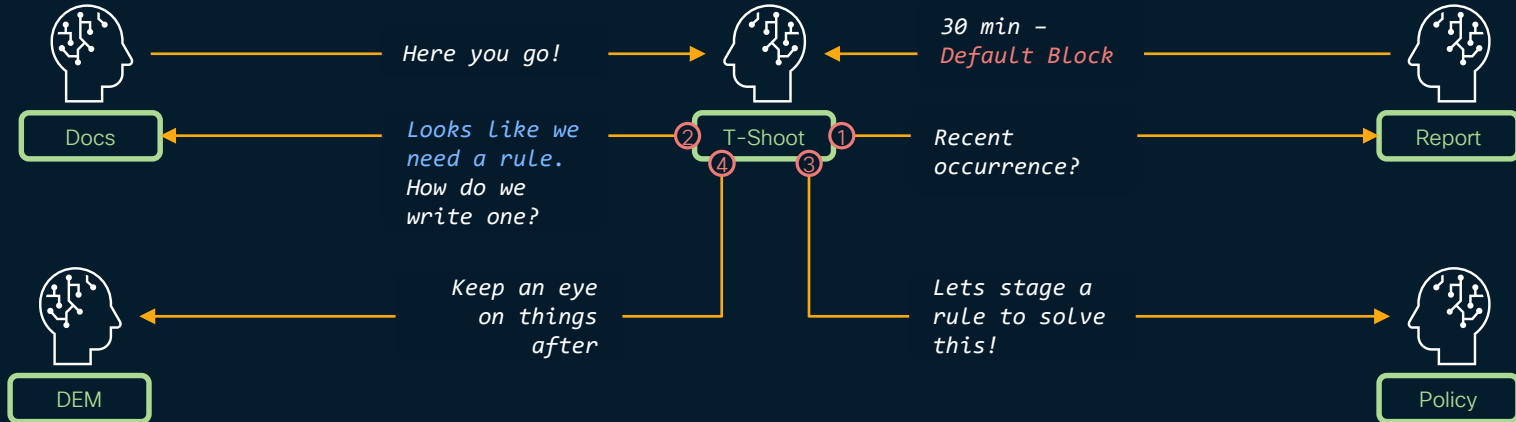 Here you go!
30 min –
Default Block
Docs
Looks like we
need a rule.
How do we
write one?
2
T-Shoot
1
4
3
Recent
occurrence?
Report
Keep an eye
on things
after
Lets stage a
rule to solve
this!
DEM
Policy